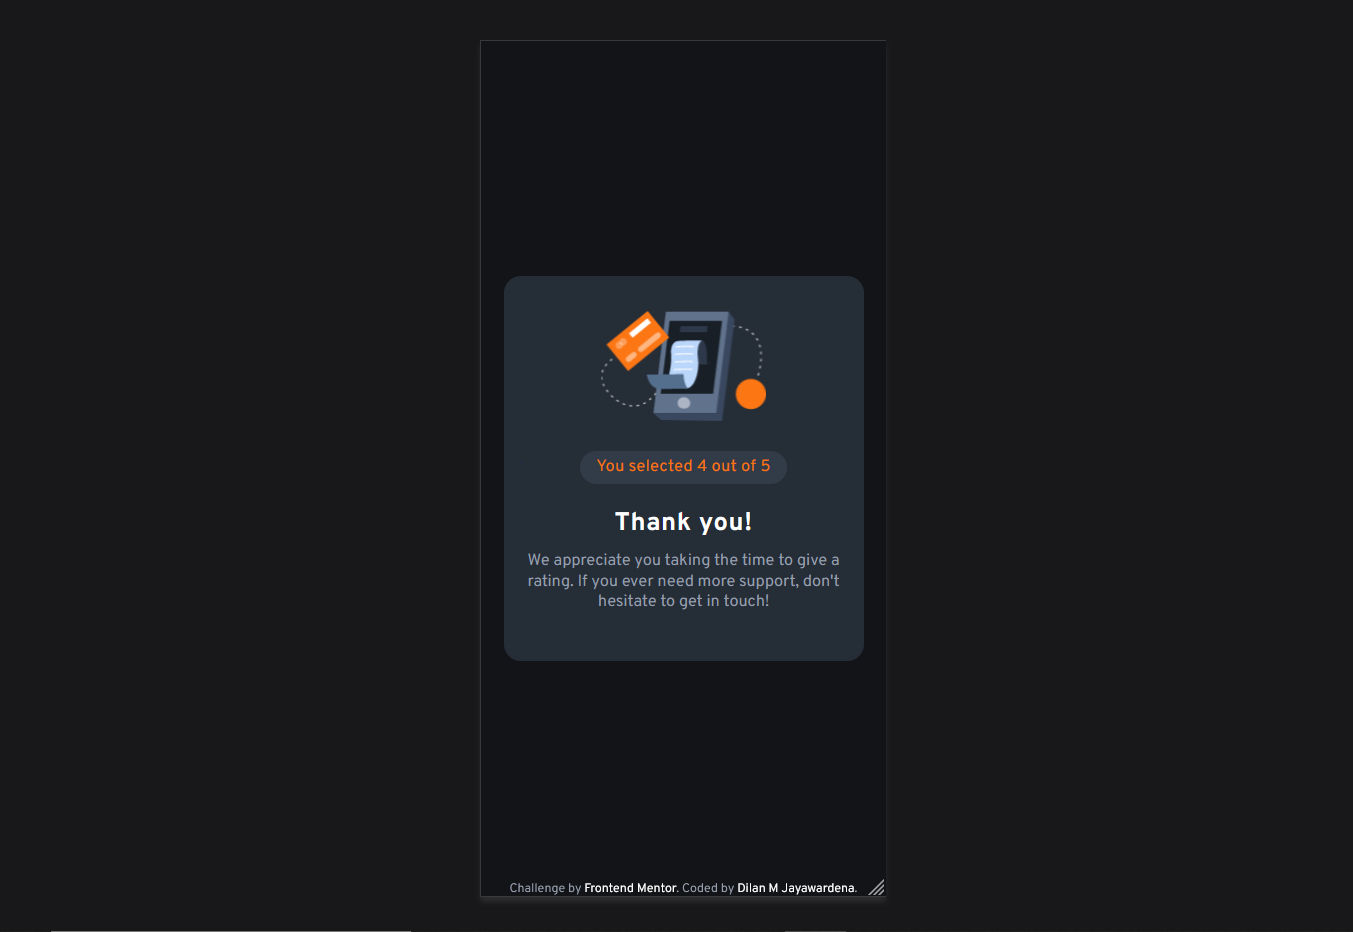 You selected 4 out of 5
Thank you!
We appreciate you taking the time to give a
rating. If you ever need more support, don't
hesitate to get in touch!
Challenge by Frontend Mentor. Coded by Dilan M Jayawardena.